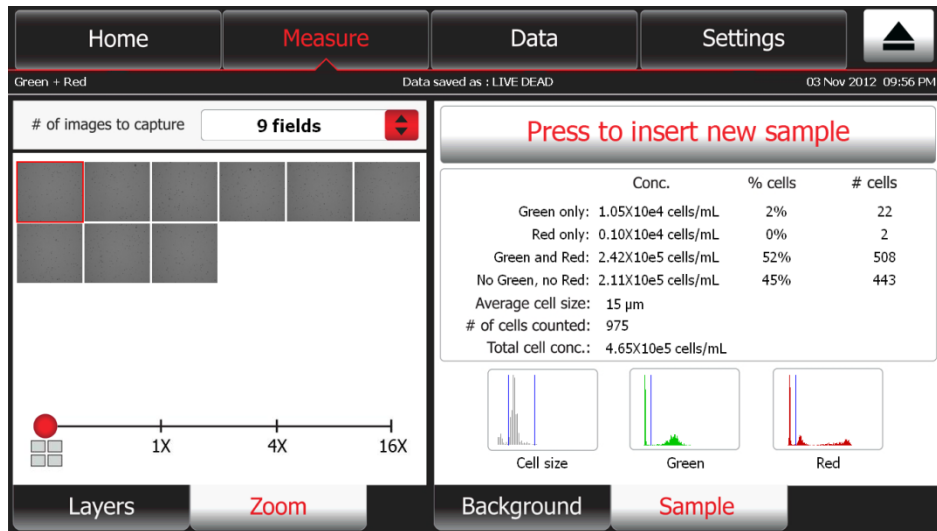 Home Measure Data Settings
Green + Red Data saved as : LIVE DEAD 03 Nov 2012 09:56 PM
# of images to capture 9 fields
1X 4X 16X
Layers Zoom
Press to insert new sample
Conc. % cells # cells
Green only: 1.05X10e4 cells/mL 2% 22
Red only: 0.10X10e4 cells/mL 0% 2
Green and Red: 2.42X10e5 cells/mL 52% 508
No Green, no Red: 2.11X10e5 cells/mL 45% 443
Average cell size: 15 µm
# of cells counted: 975
Total cell conc.: 4.65X10e5 cells/mL
Cell size Green Red
Background Sample